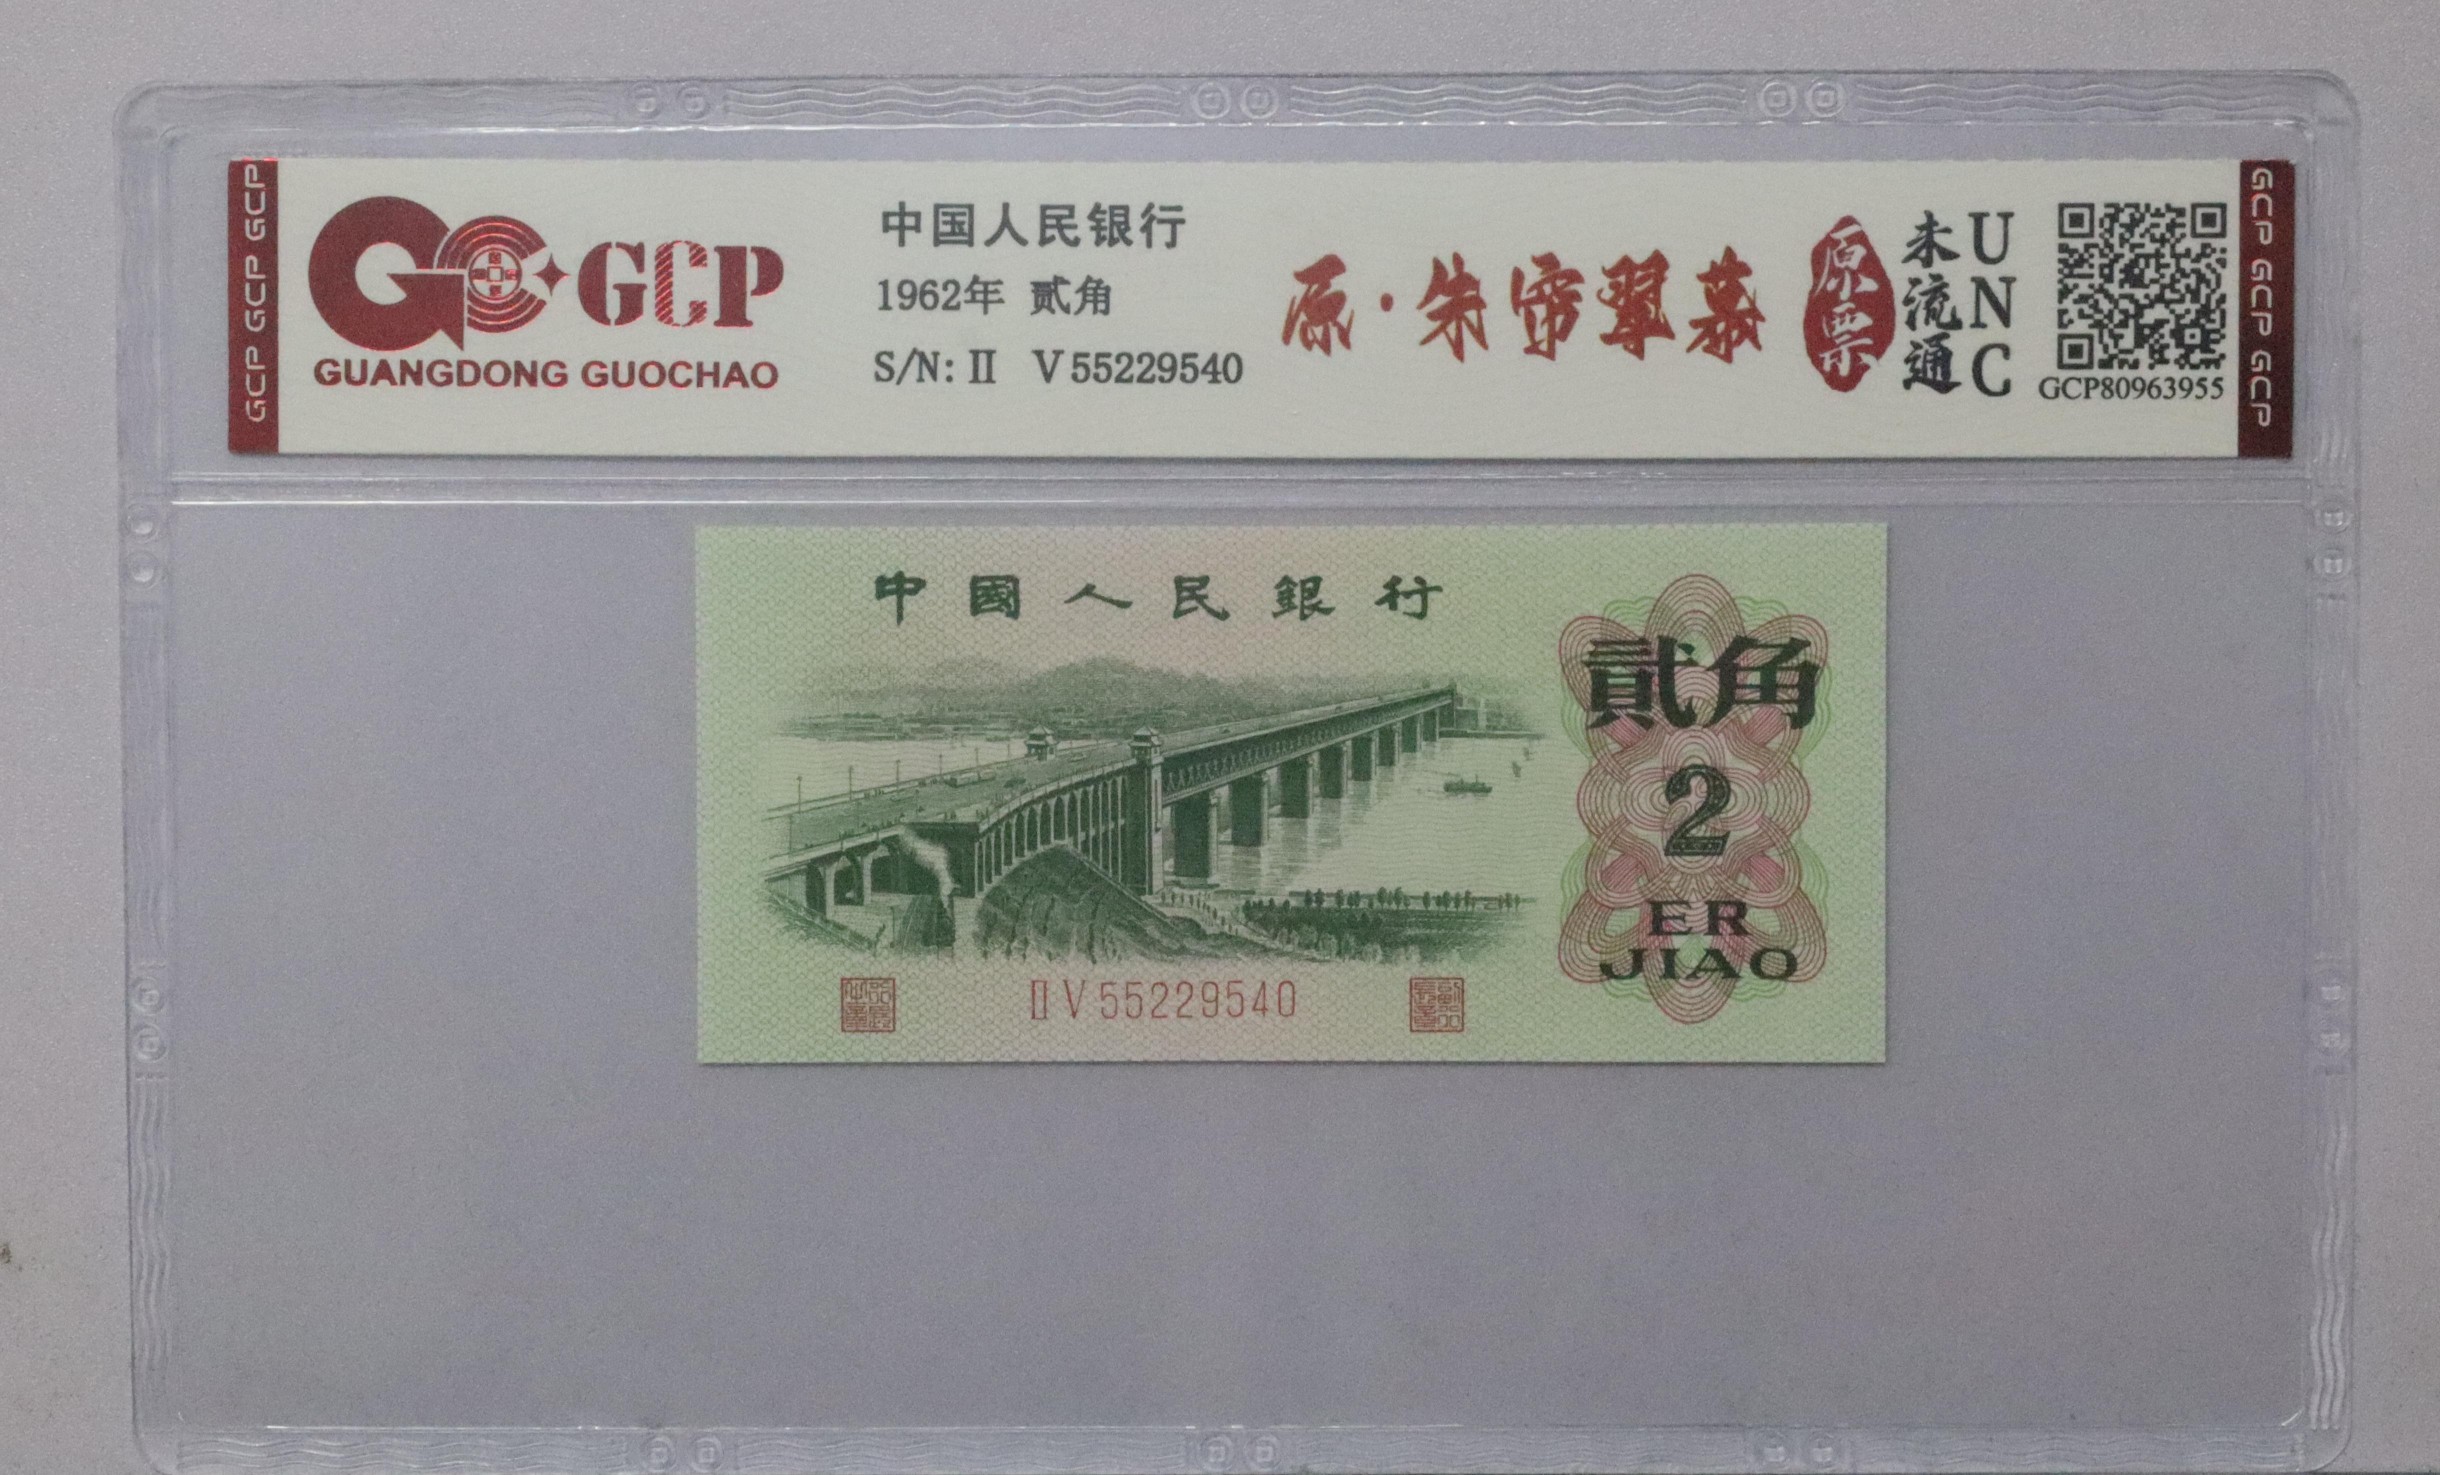 GCP GCP GCP
GCP
GUANGDONG GUOCHAO
中国人民银行
1962年 贰角
S/N: II V55229540
原·朱帘翠幕
原票
未流通
UNC
GCP80963955
GCP GCP GCP
中國人民銀行
貳角
2
ER
JIAO
II V 55229540